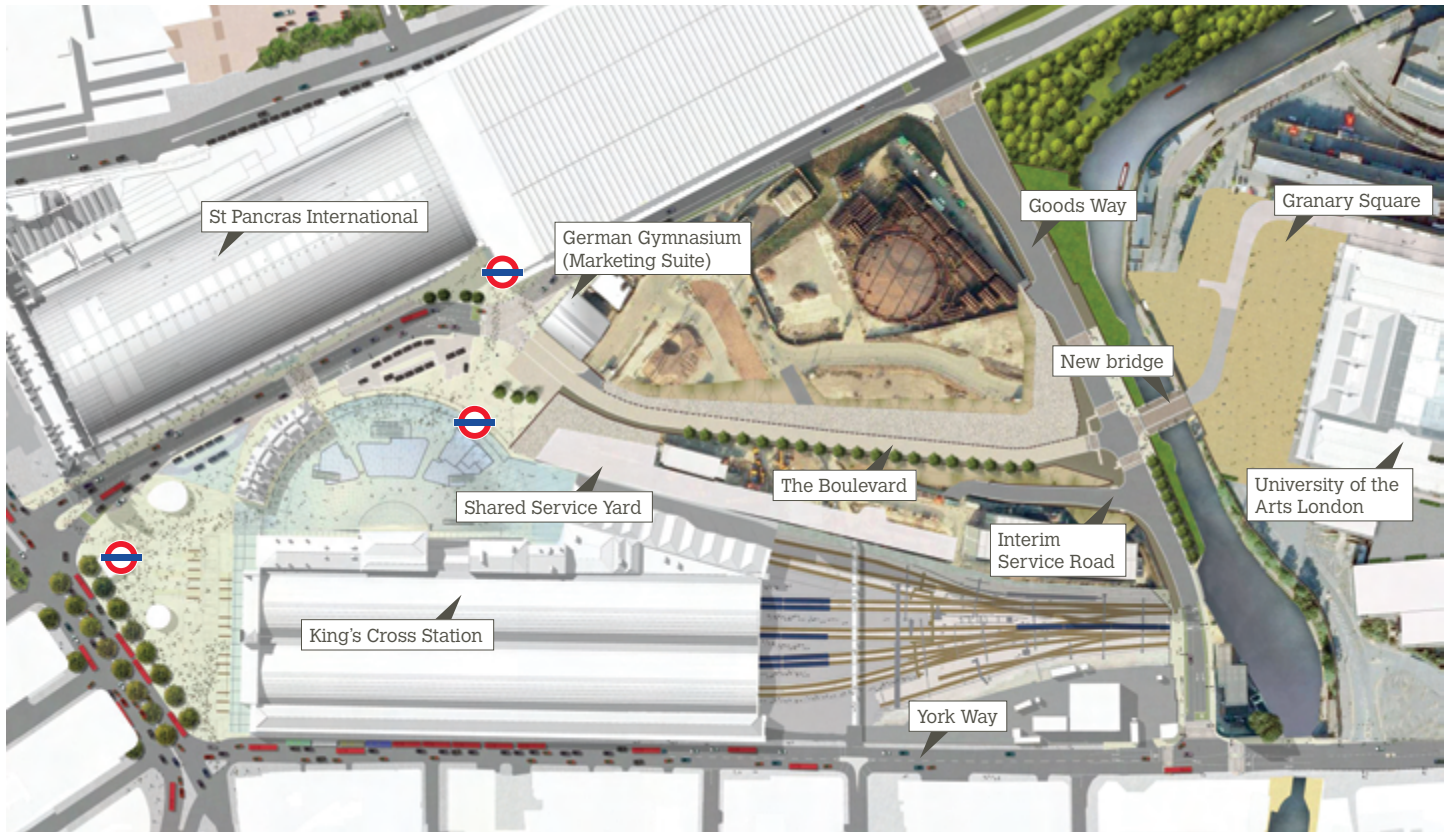 St Pancras International
German Gymnasium
(Marketing Suite)
Goods Way
Granary Square
New bridge
The Boulevard
Shared Service Yard
University of the
Arts London
Interim
Service Road
King's Cross Station
York Way